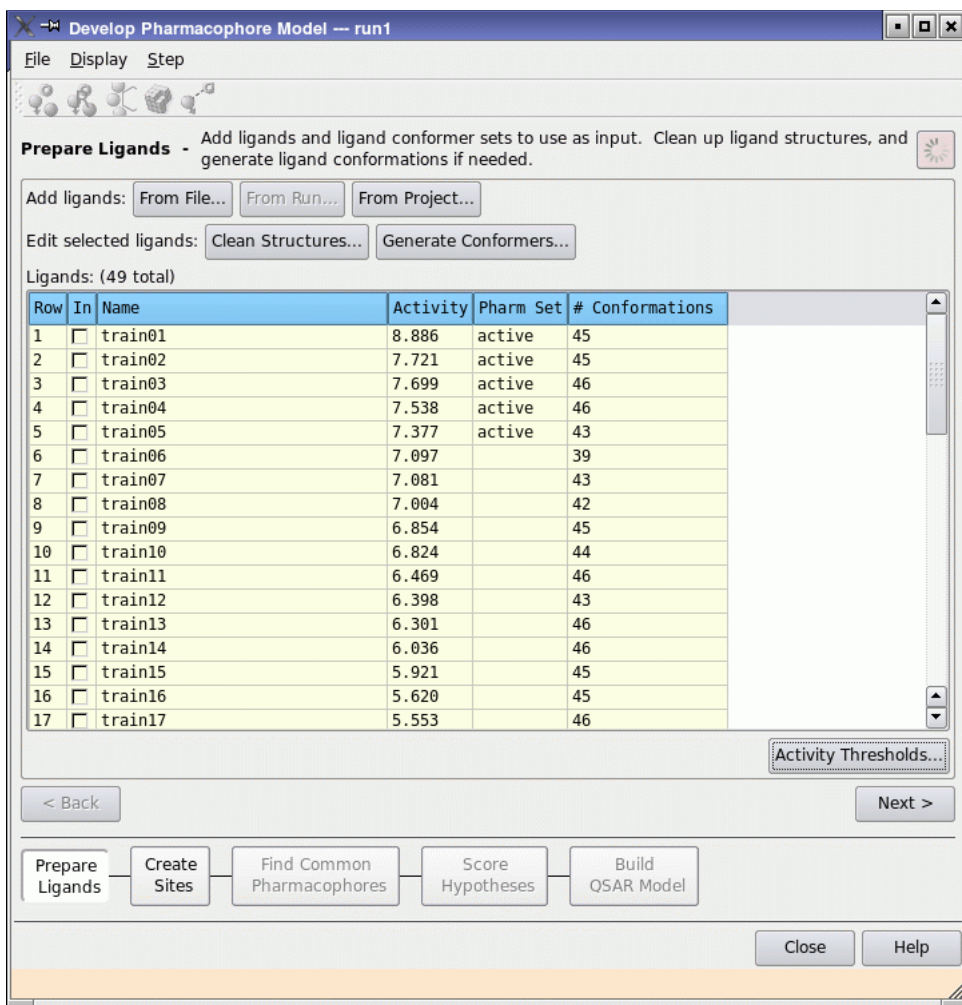 Develop Pharmacophore Model --- run1
File Display Step
Prepare Ligands - Add ligands and ligand conformer sets to use as input. Clean up ligand structures, and
generate ligand conformations if needed.
Add ligands: From File... From Run... From Project...
Edit selected ligands: Clean Structures... Generate Conformers...
Ligands: (49 total)
Row In Name Activity Pharm Set # Conformations
1 train01 8.886 active 45
2 train02 7.721 active 45
3 train03 7.699 active 46
4 train04 7.538 active 46
5 train05 7.377 active 43
6 train06 7.097 39
7 train07 7.081 43
8 train08 7.004 42
9 train09 6.854 45
10 train10 6.824 44
11 train11 6.469 46
12 train12 6.398 43
13 train13 6.301 46
14 train14 6.036 46
15 train15 5.921 45
16 train16 5.620 45
17 train17 5.553 46
Activity Thresholds...
< Back Next >
Prepare
Ligands
Create
Sites
Find Common
Pharmacophores
Score
Hypotheses
Build
QSAR Model
Close Help